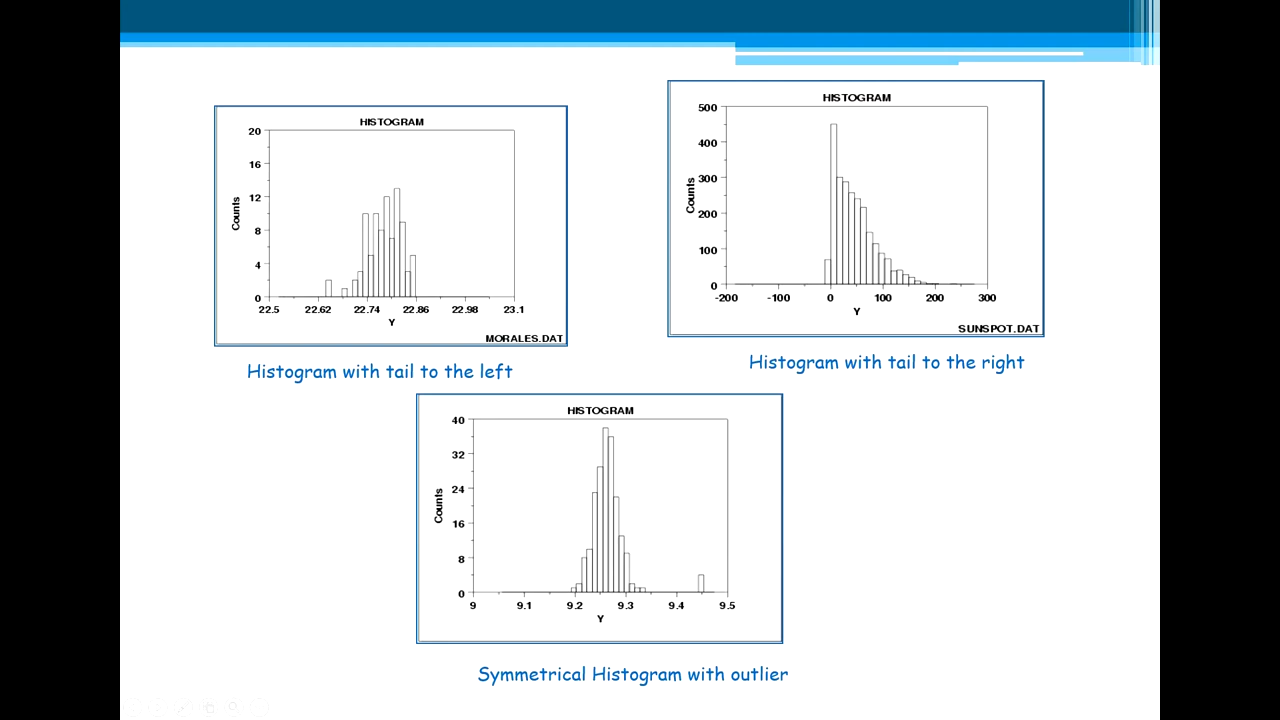 HISTOGRAM
20
16
12
8
4
0
Counts
22.5 22.62 22.74 22.86 22.98 23.1
Y
MORALES.DAT
Histogram with tail to the left
HISTOGRAM
500
400
300
200
100
0
Counts
-200 -100 0 100 200 300
Y
SUNSPOT.DAT
Histogram with tail to the right
HISTOGRAM
40
32
24
16
8
0
Counts
9 9.1 9.2 9.3 9.4 9.5
Y
Symmetrical Histogram with outlier